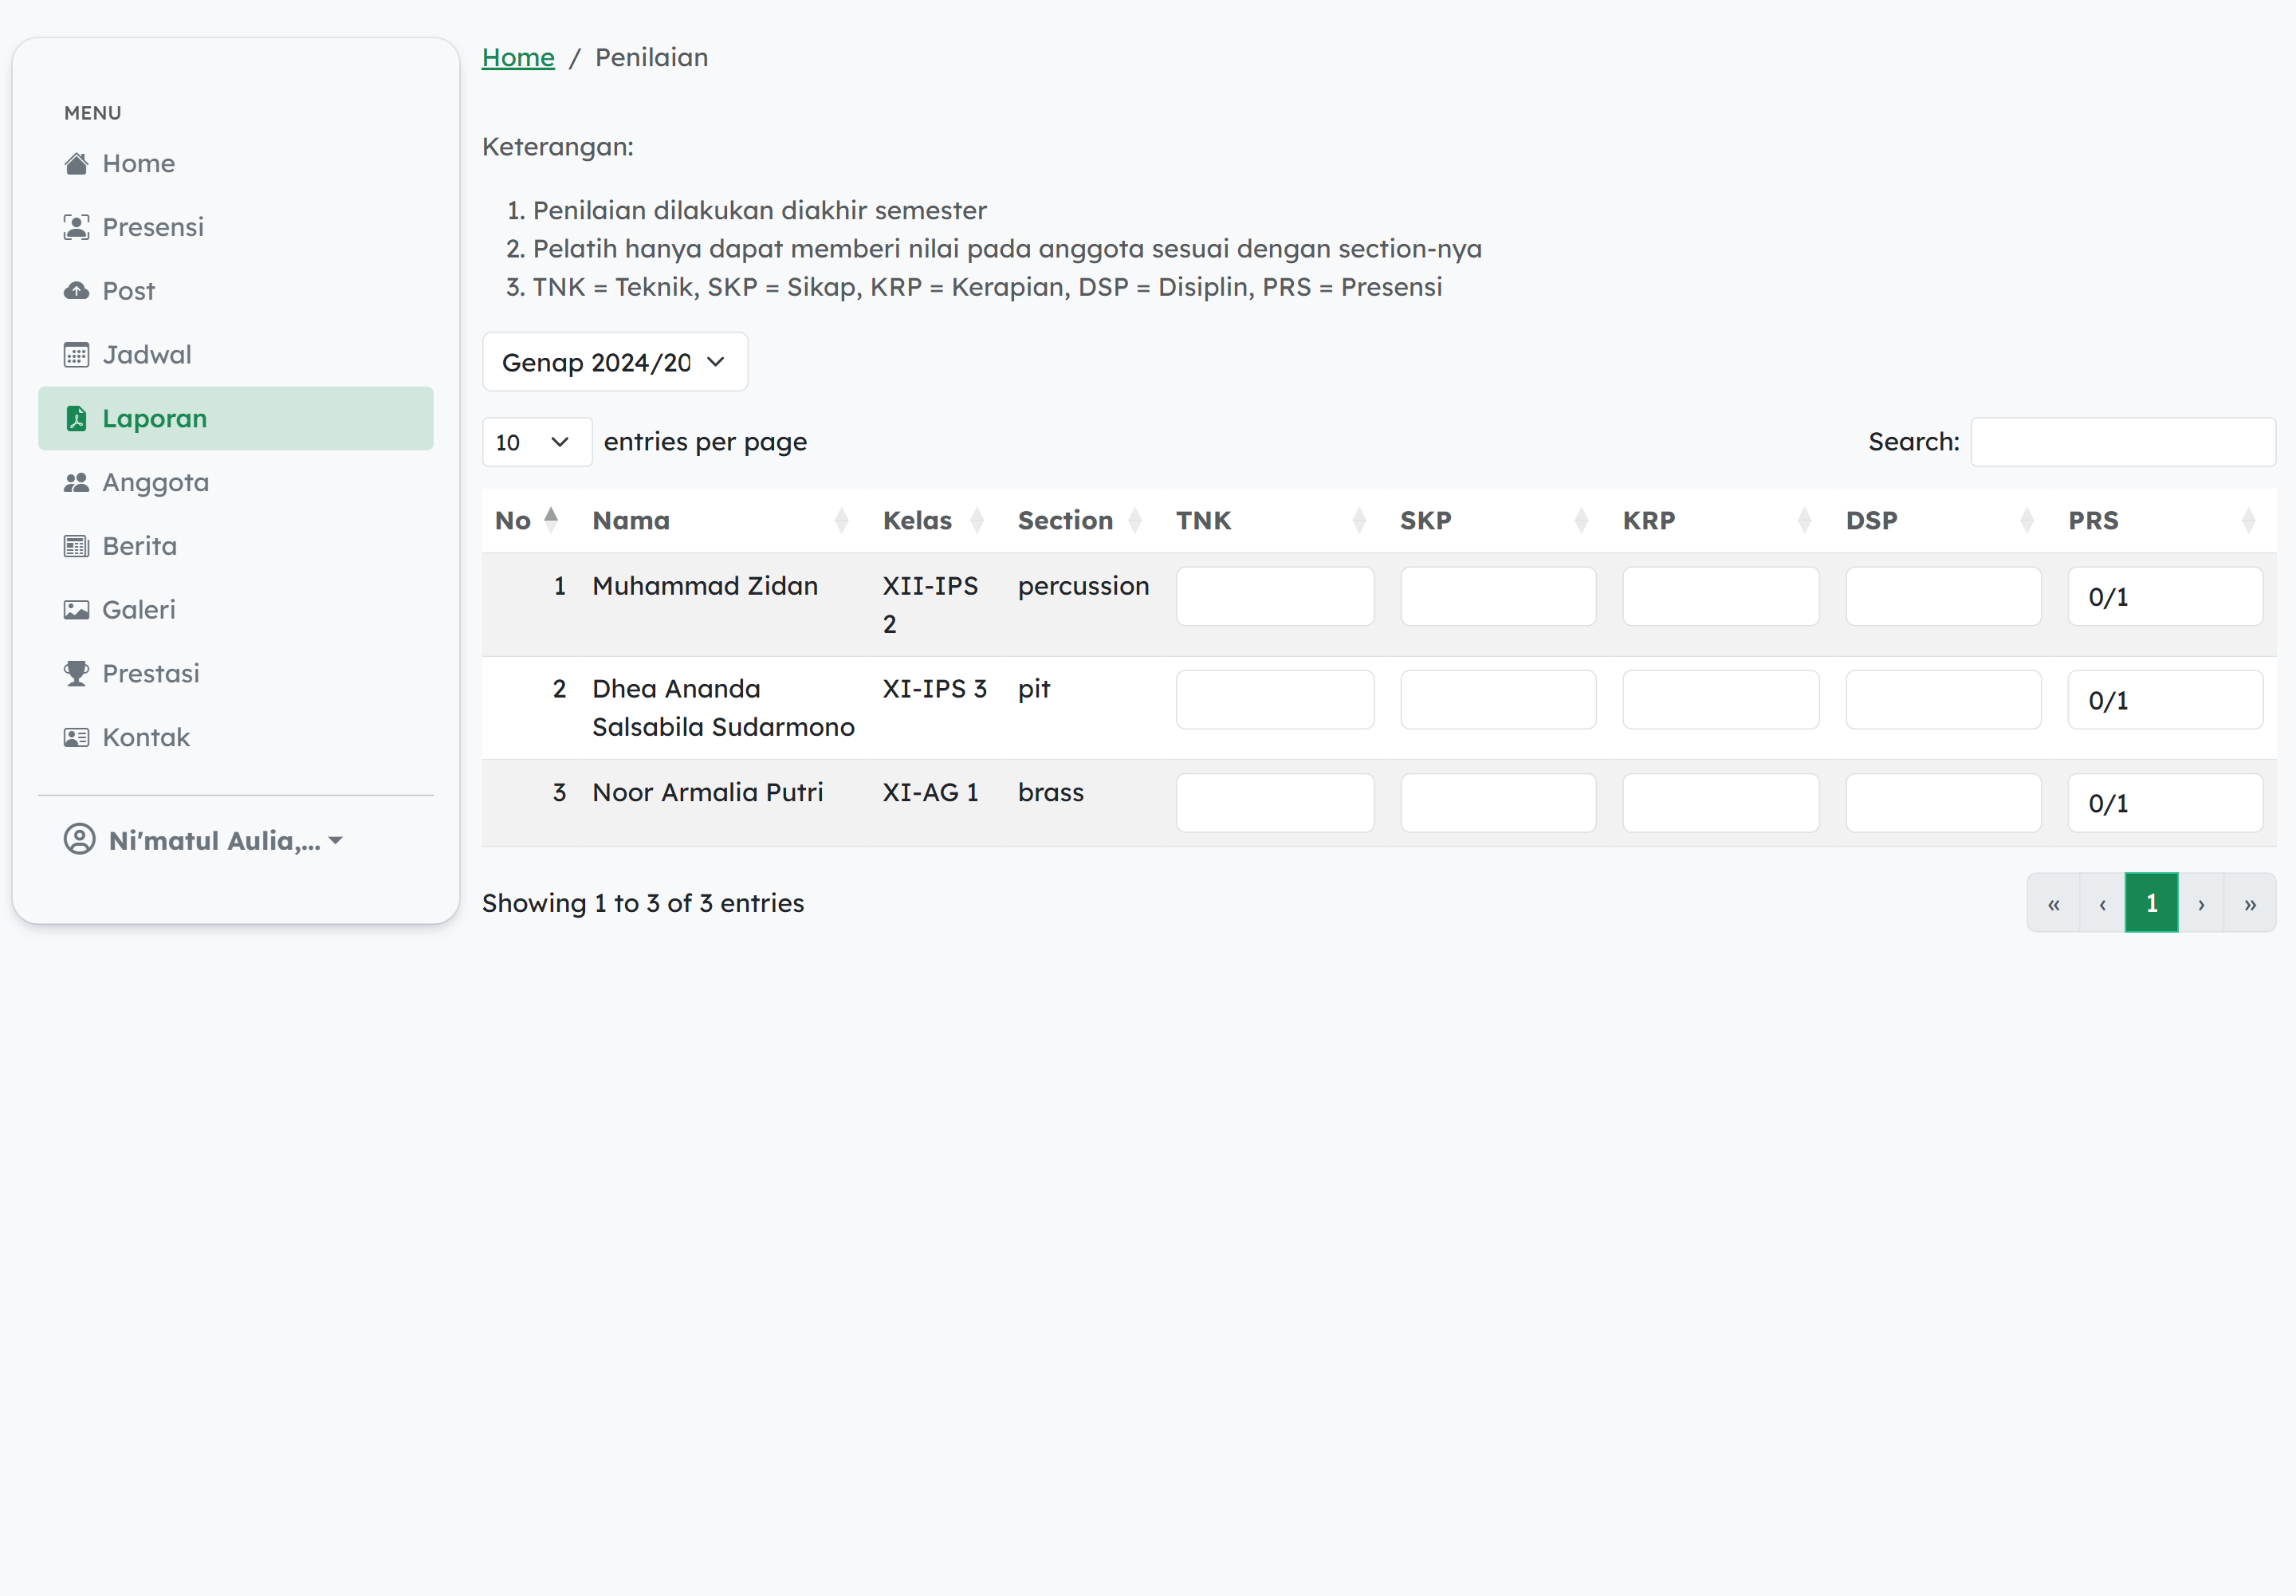 MENU
Home
Presensi
Post
Jadwal
Laporan
Anggota
Berita
Galeri
Prestasi
Kontak
Ni'matul Aulia,...
Home / Penilaian
Keterangan:
1. Penilaian dilakukan diakhir semester
2. Pelatih hanya dapat memberi nilai pada anggota sesuai dengan section-nya
3. TNK = Teknik, SKP = Sikap, KRP = Kerapian, DSP = Disiplin, PRS = Presensi
Genap 2024/20
10 entries per page Search:
No Nama Kelas Section TNK SKP KRP DSP PRS
1 Muhammad Zidan XII-IPS percussion 0/1
2
2 Dhea Ananda XI-IPS 3 pit 0/1
Salsabila Sudarmono
3 Noor Armalia Putri XI-AG 1 brass 0/1
Showing 1 to 3 of 3 entries « ‹ 1 › »